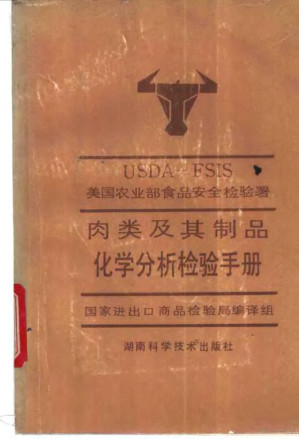 USDA-FSIS
美国农业部食品安全检验署
肉类及其制品
化学分析检验手册
国家进出口商品检验局编译组
湖南科学技术出版社